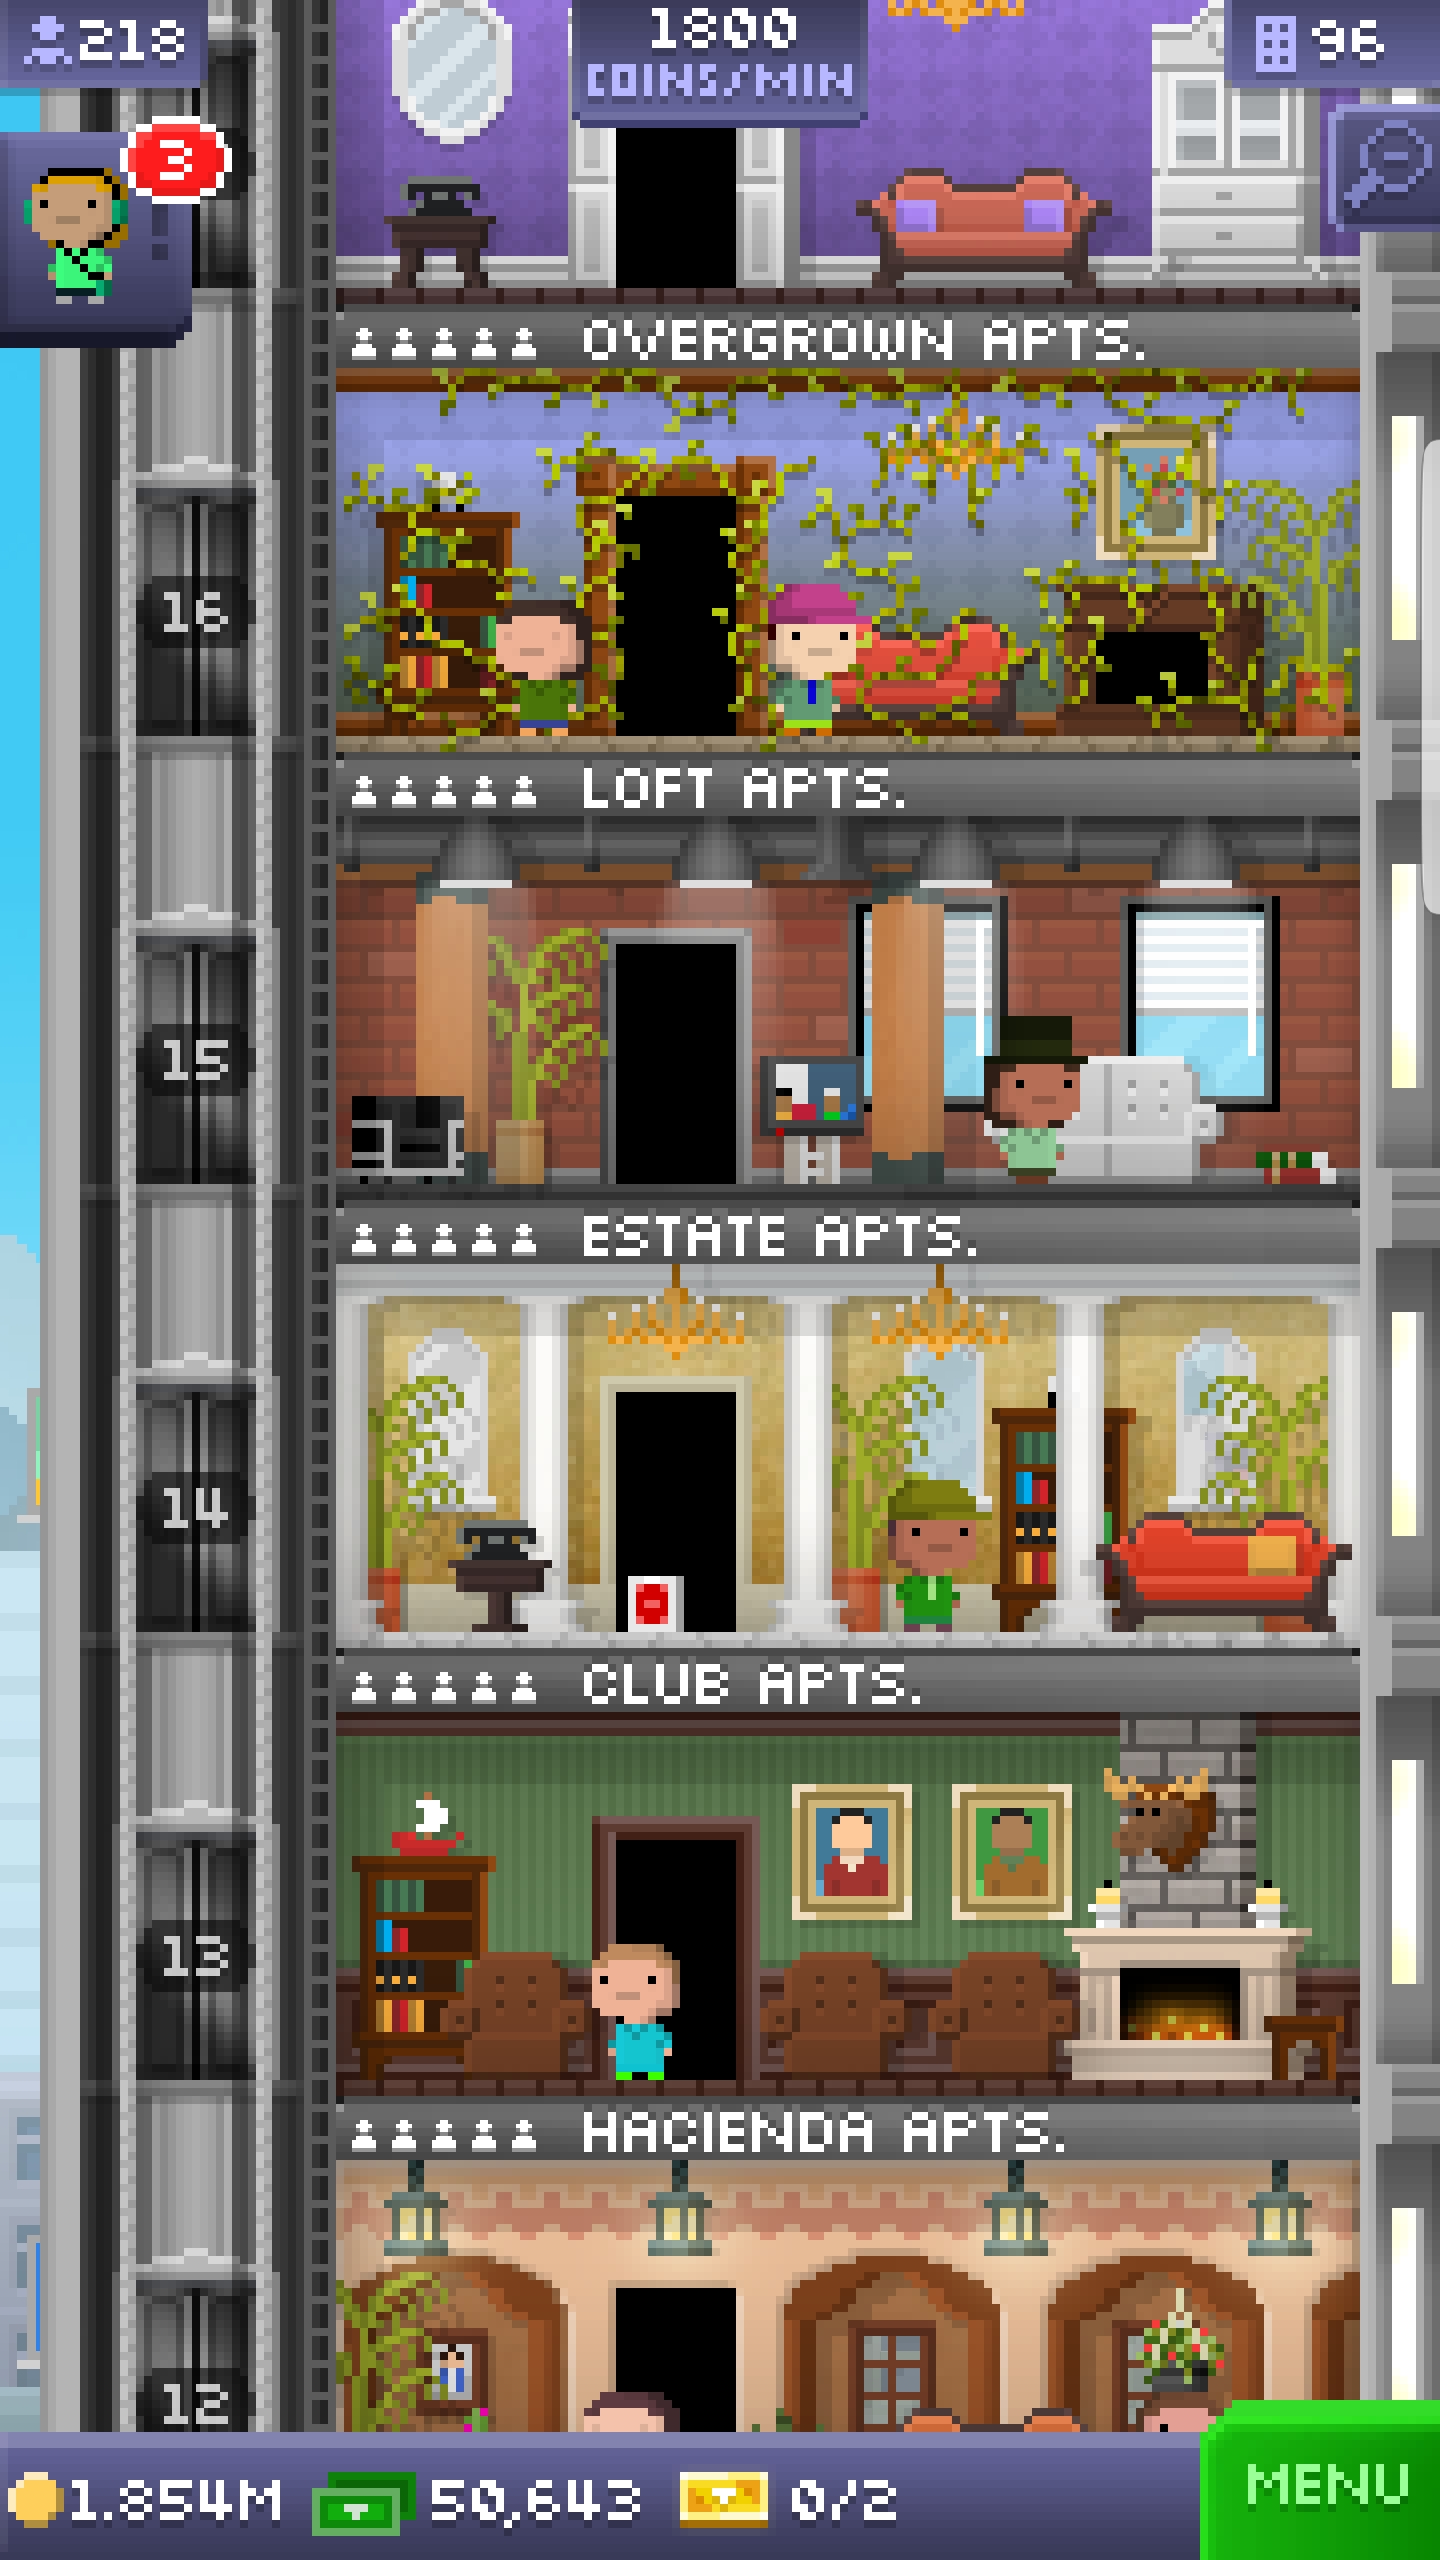 218
1800
COINS/MIN
96
3
OVERGROWN APTS.
16
LOFT APTS.
15
ESTATE APTS.
14
CLUB APTS.
13
HACIENDA APTS.
12
1.854M
50,643
0/2
MENU